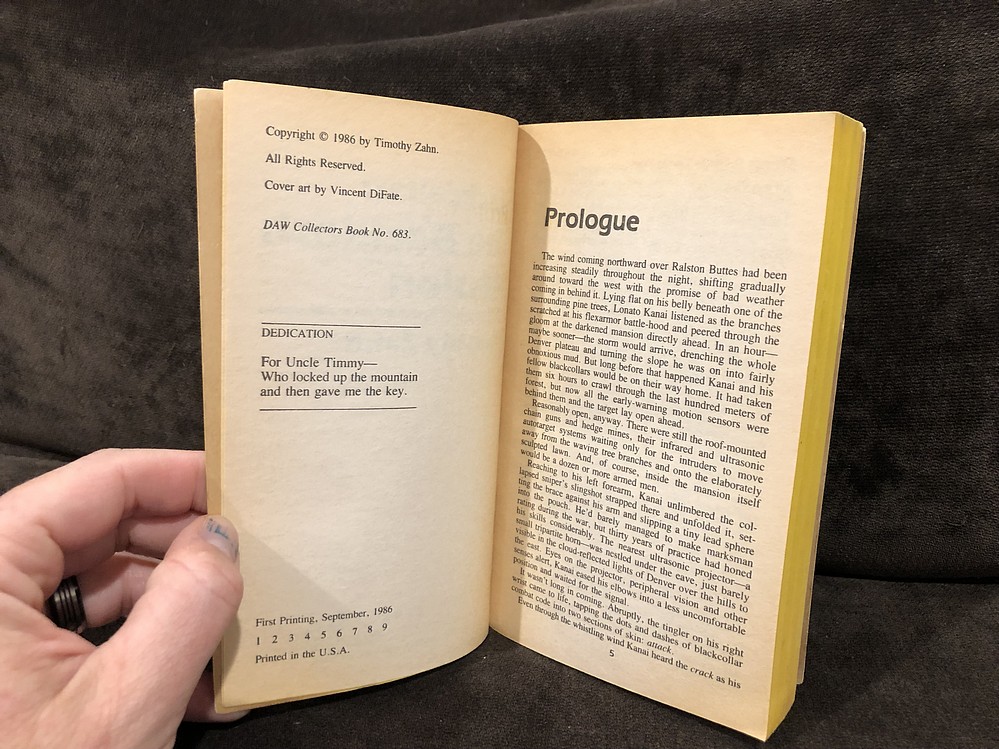 Copyright © 1986 by Timothy Zahn.
All Rights Reserved.
Cover art by Vincent DiFate.
DAW Collectors Book No. 683.
DEDICATION
For Uncle Timmy—
Who locked up the mountain
and then gave me the key.
First Printing, September, 1986
1 2 3 4 5 6 7 8 9
Printed in the U.S.A.
Prologue
The wind coming northward over Ralston Buttes had been
increasing steadily throughout the night, shifting gradually
around toward the west with the promise of bad weather
coming in behind it. Lying flat on his belly beneath one of the
surrounding pine trees, Lonato Kanai listened as the branches
scratched at his flexarmor battle-hood and peered through the
gloom at the darkened mansion directly ahead. In an hour—
maybe sooner—the storm would arrive, drenching the whole
Denver plateau and turning the slope he was on into fairly
obnoxious mud. But long before that happened Kanai and his
fellow blackcollars would be on their way home. It had taken
them six hours to crawl through the last hundred meters of
forest, but now all the early-warning motion sensors were
behind them and the target lay open ahead.
Reasonably open, anyway. There were still the roof-mounted
chain guns and hedge mines, their infrared and ultrasonic
autotarget systems waiting only for the intruders to move
away from the waving tree branches and onto the elaborately
sculpted lawn. And, of course, inside the mansion itself
would be a dozen or more armed men.
Reaching to his left forearm, Kanai unlimbered the col-
lapsed sniper's slingshot strapped there and unfolded it, set-
ting the brace against his arm and slipping a tiny lead sphere
into the pouch. He'd barely managed to make marksman
rating during the war, but thirty years of practice had honed
his skills considerably. The nearest ultrasonic projector—a
small tripartite horn—was nestled under the eave, just barely
visible in the cloud-reflected lights of Denver over the hills to
the east. Eyes on the projector, peripheral vision and other
senses alert, Kanai eased his elbows into a less uncomfortable
position and waited for the signal.
It wasn't long in coming. Abruptly, the tingler on his right
wrist came to life, tapping the dots and dashes of blackcollar
combat code into two sections of skin: attack.
Even through the whistling wind Kanai heard the crack as his
5